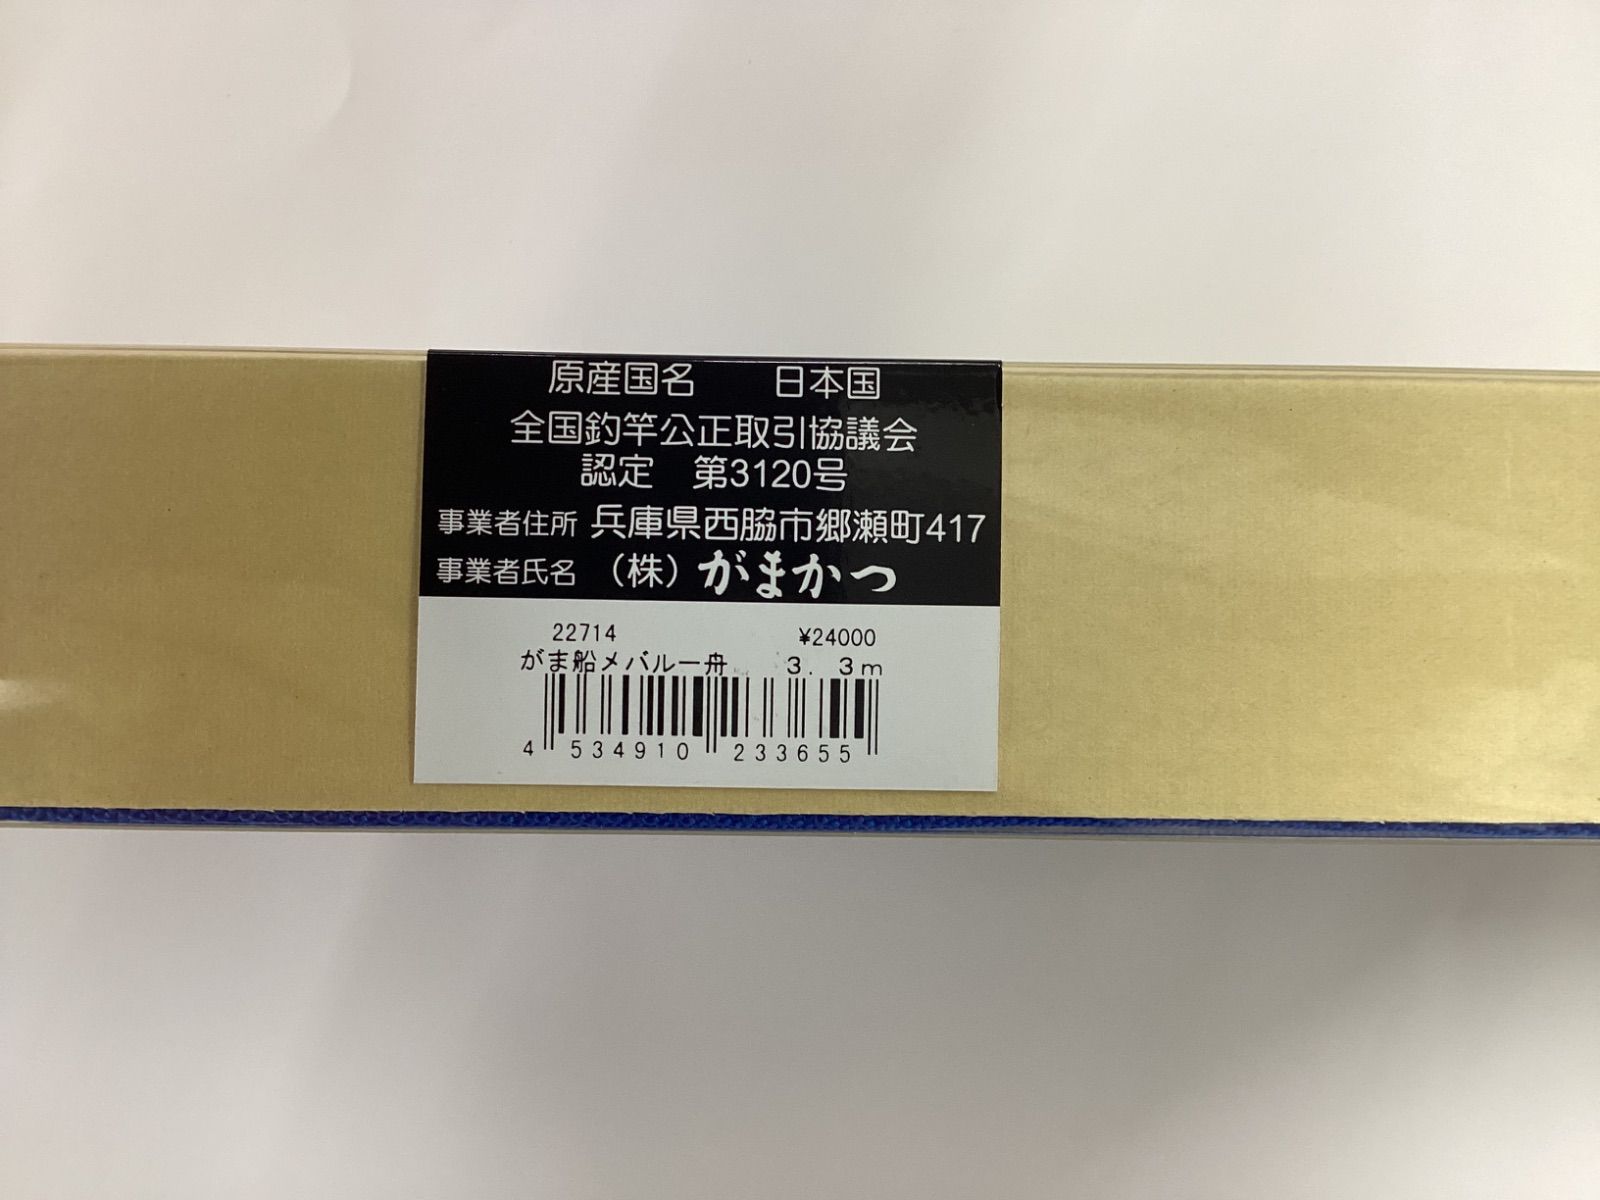 原産国名 日本国
全国釣竿公正取引協議会
認定 第3120号
事業者住所 兵庫県西脇市郷瀬町417
事業者氏名 (株) がまかつ
22714 ¥24000
がま船メバル一舟 3. 3m
4 534910 233655